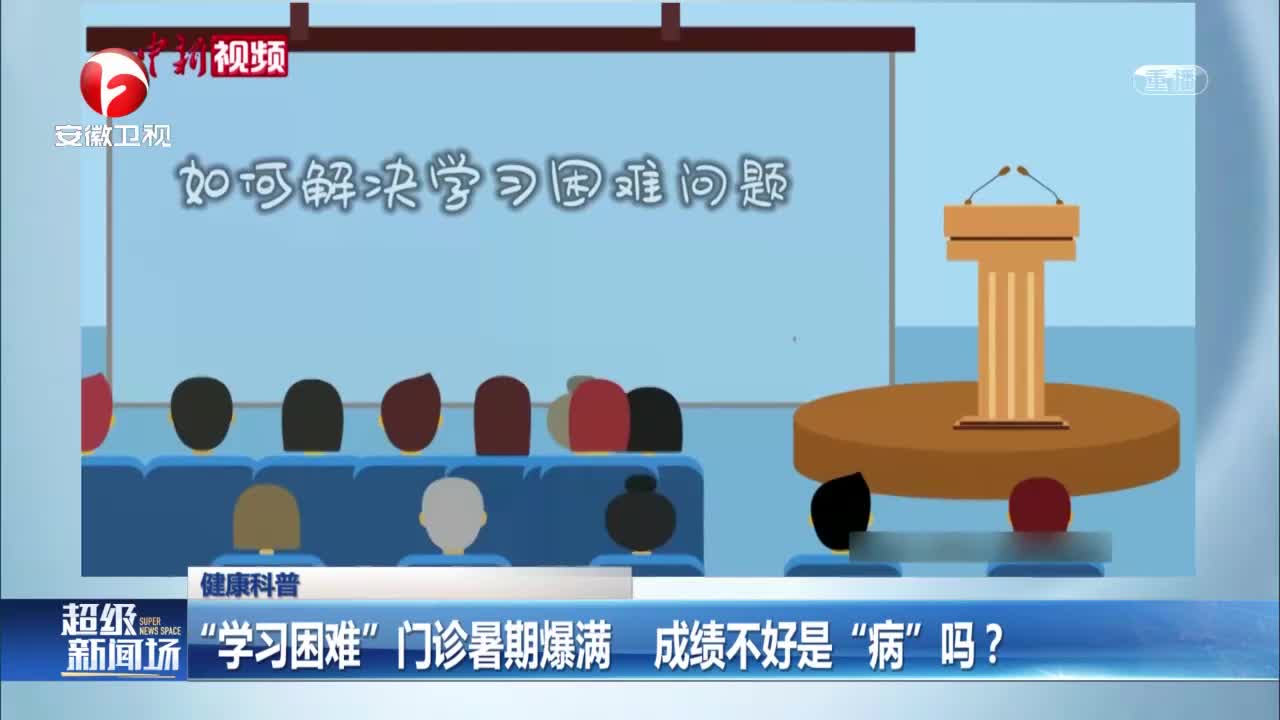 中新视频
安徽卫视
重播
如何解决学习困难问题
健康科普
超级新闻场
SUPER NEWS SPACE
“学习困难”门诊暑期爆满 成绩不好是“病”吗？